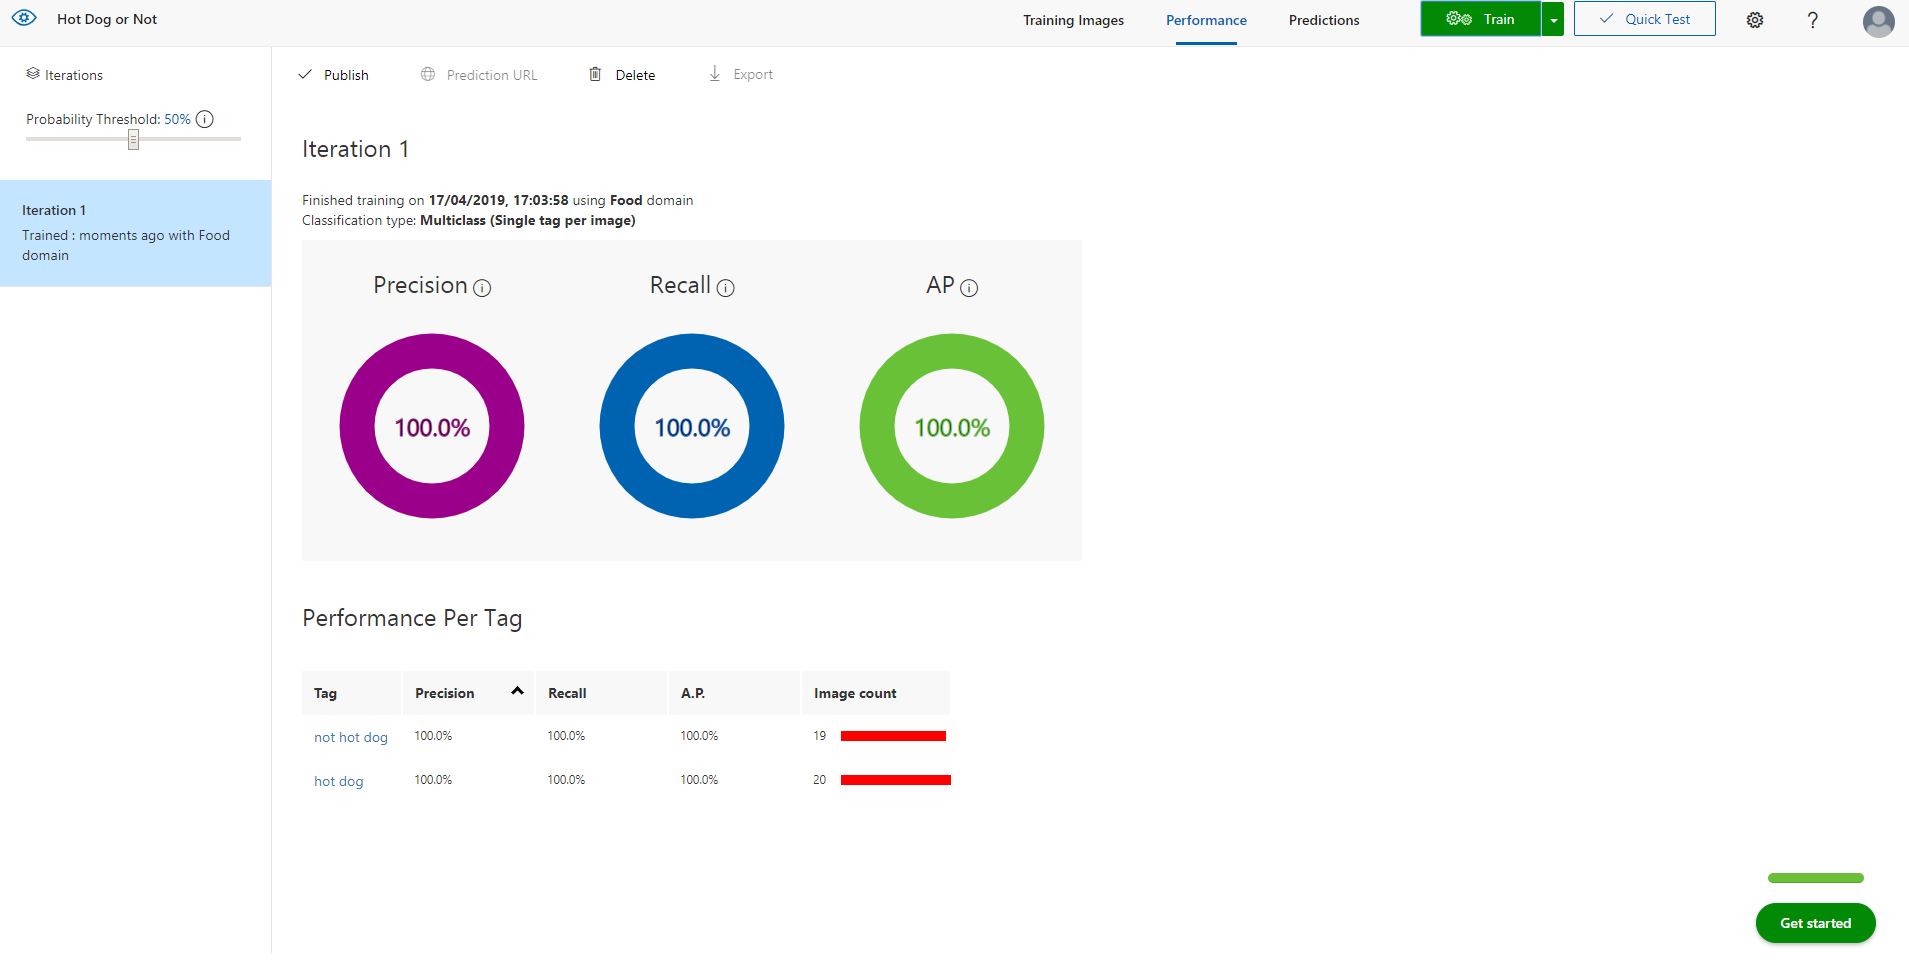 Hot Dog or Not
Training Images
Performance
Predictions
Train
Quick Test
?
Iterations
Publish
Prediction URL
Delete
Export
Probability Threshold: 50%
Iteration 1
Trained : moments ago with Food
domain
Iteration 1
Finished training on 17/04/2019, 17:03:58 using Food domain
Classification type: Multiclass (Single tag per image)
Precision
Recall
AP
100.0%
100.0%
100.0%
Performance Per Tag
Tag Precision Recall A.P. Image count
not hot dog 100.0% 100.0% 100.0% 19
hot dog 100.0% 100.0% 100.0% 20
Get started